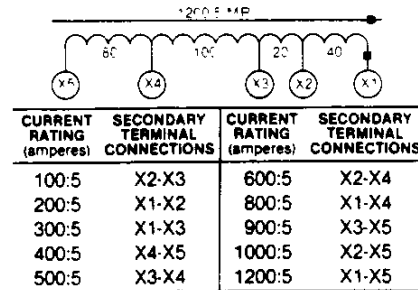 1200:5 MR
80 100 20 40
X5 X4 X3 X2 X1
CURRENT RATING (amperes) SECONDARY TERMINAL CONNECTIONS CURRENT RATING (amperes) SECONDARY TERMINAL CONNECTIONS
100:5 X2-X3 600:5 X2-X4
200:5 X1-X2 800:5 X1-X4
300:5 X1-X3 900:5 X3-X5
400:5 X4-X5 1000:5 X2-X5
500:5 X3-X4 1200:5 X1-X5